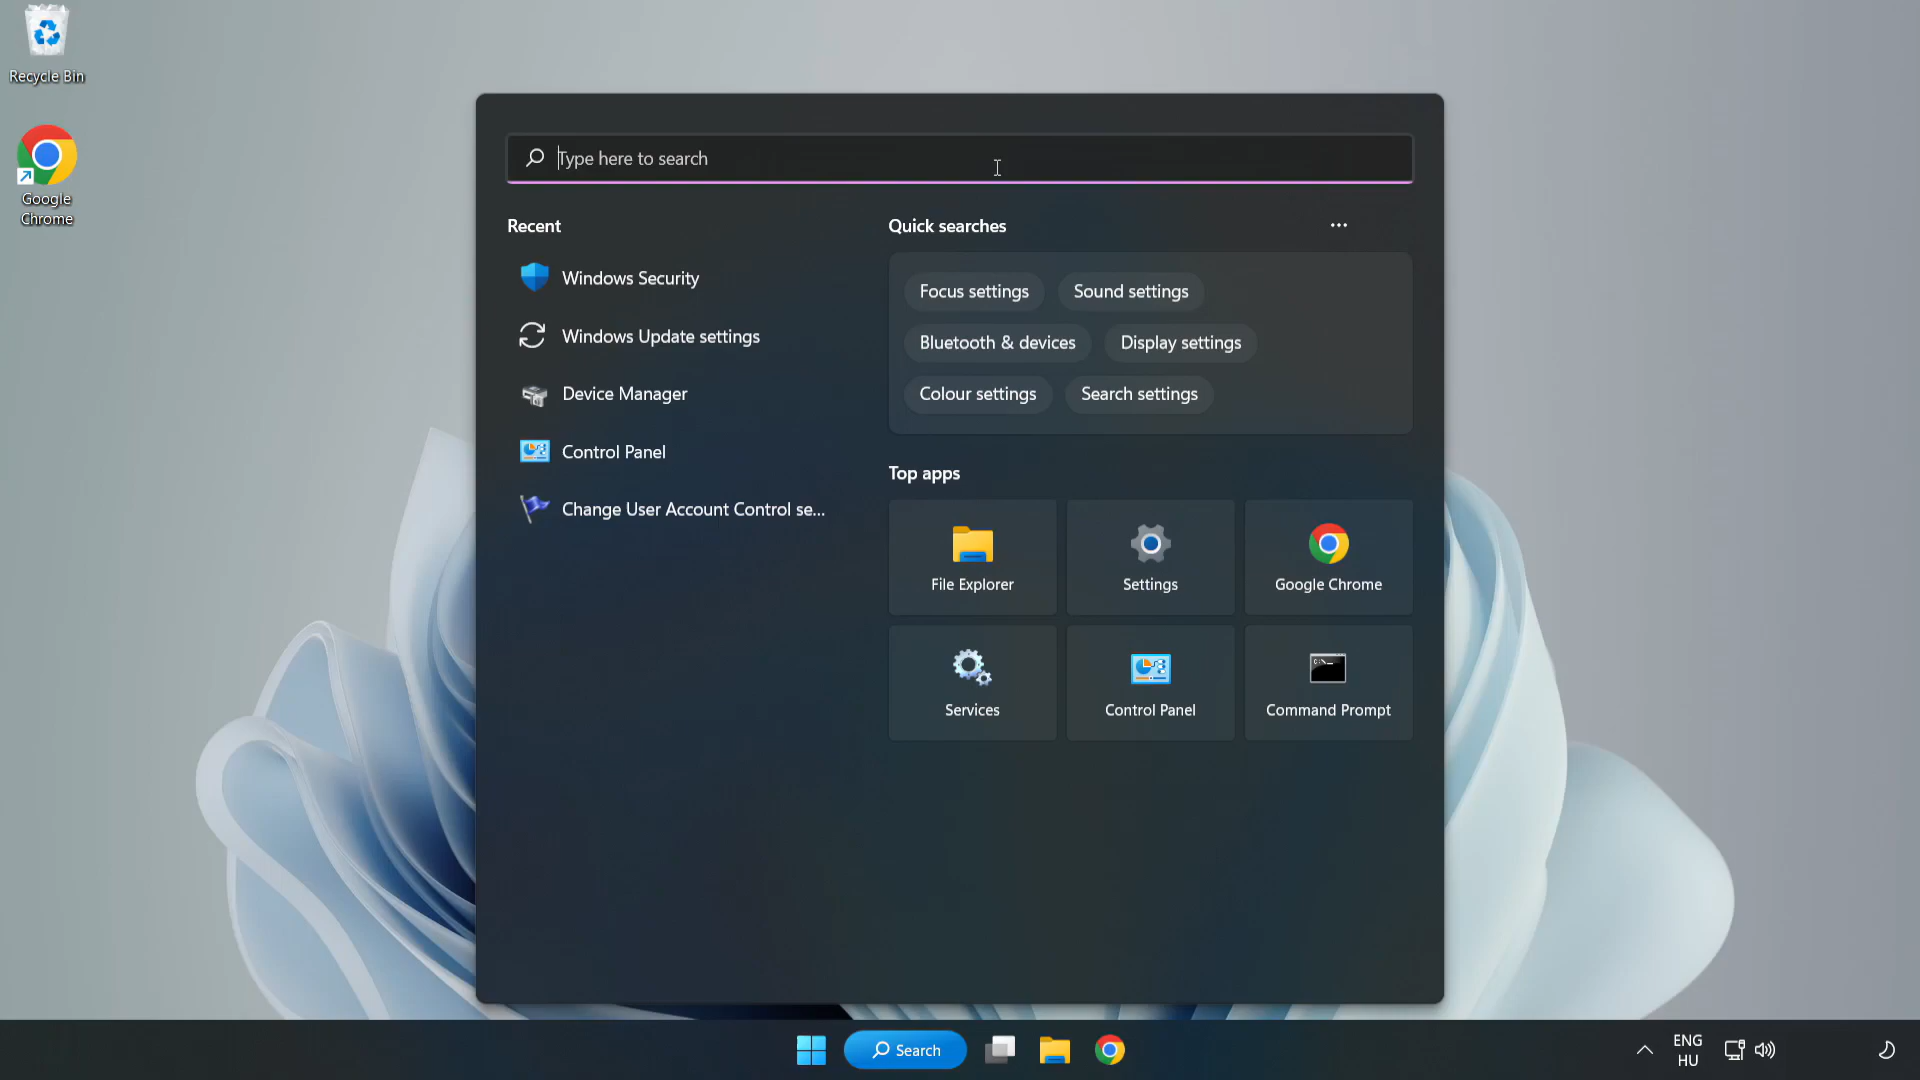 Recycle Bin
Google
Chrome
Type here to search
Recent
Windows Security
Windows Update settings
Device Manager
Control Panel
Change User Account Control se...
Quick searches
Focus settings
Sound settings
Bluetooth & devices
Display settings
Colour settings
Search settings
Top apps
File Explorer
Settings
Google Chrome
Services
Control Panel
Command Prompt
Search
ENG
HU